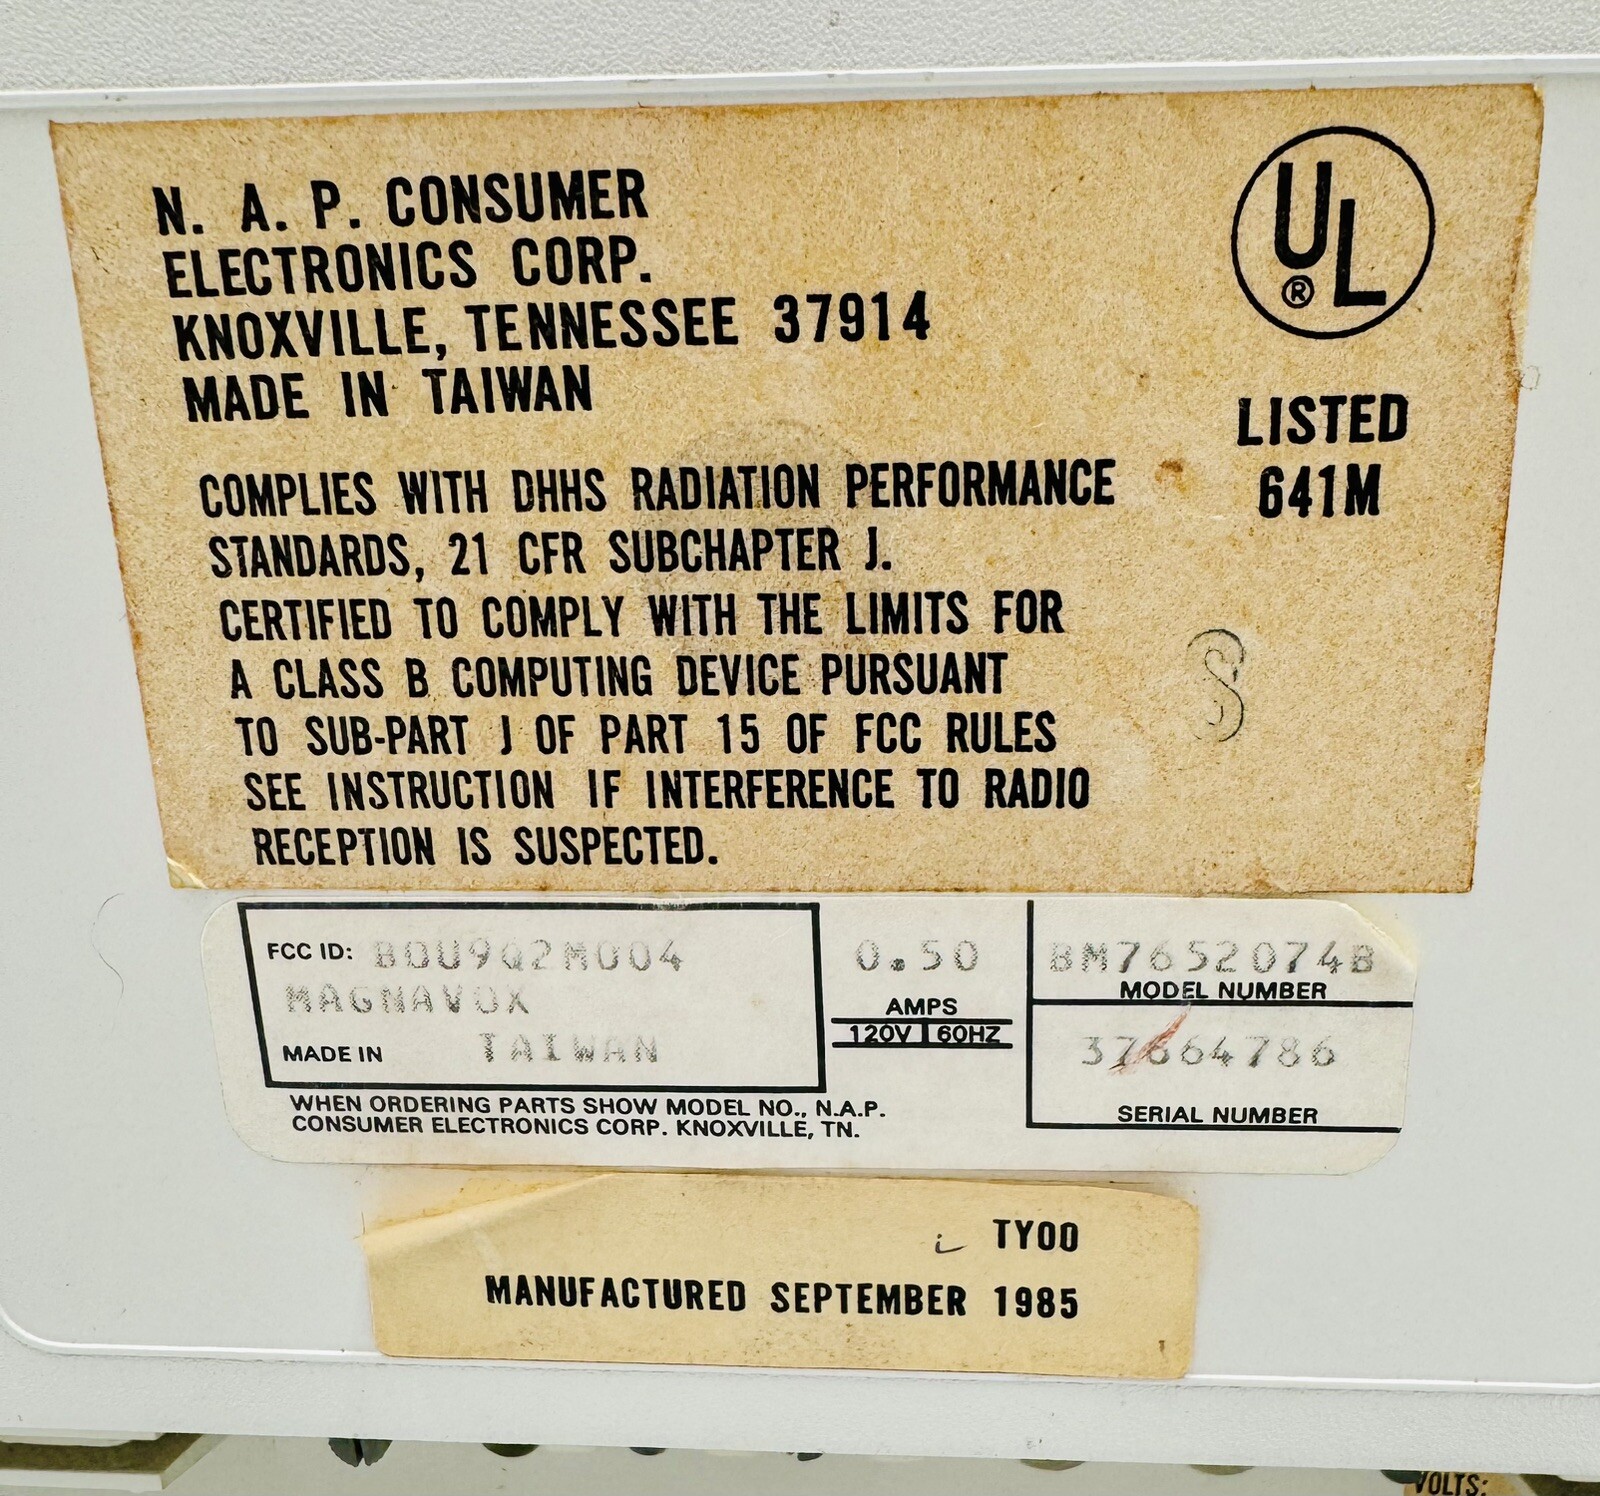 N. A. P. CONSUMER
ELECTRONICS CORP.
KNOXVILLE, TENNESSEE 37914
MADE IN TAIWAN
UL
®
LISTED
641M
COMPLIES WITH DHHS RADIATION PERFORMANCE
STANDARDS, 21 CFR SUBCHAPTER J.
CERTIFIED TO COMPLY WITH THE LIMITS FOR
A CLASS B COMPUTING DEVICE PURSUANT
TO SUB-PART J OF PART 15 OF FCC RULES
SEE INSTRUCTION IF INTERFERENCE TO RADIO
RECEPTION IS SUSPECTED.
S
FCC ID: BOU9Q2M004
MAGNAVOX
MADE IN TAIWAN
0.50
AMPS
120V 60HZ
BM7652074B
MODEL NUMBER
37664786
SERIAL NUMBER
WHEN ORDERING PARTS SHOW MODEL NO., N.A.P.
CONSUMER ELECTRONICS CORP. KNOXVILLE, TN.
TY00
MANUFACTURED SEPTEMBER 1985
VOLTS: